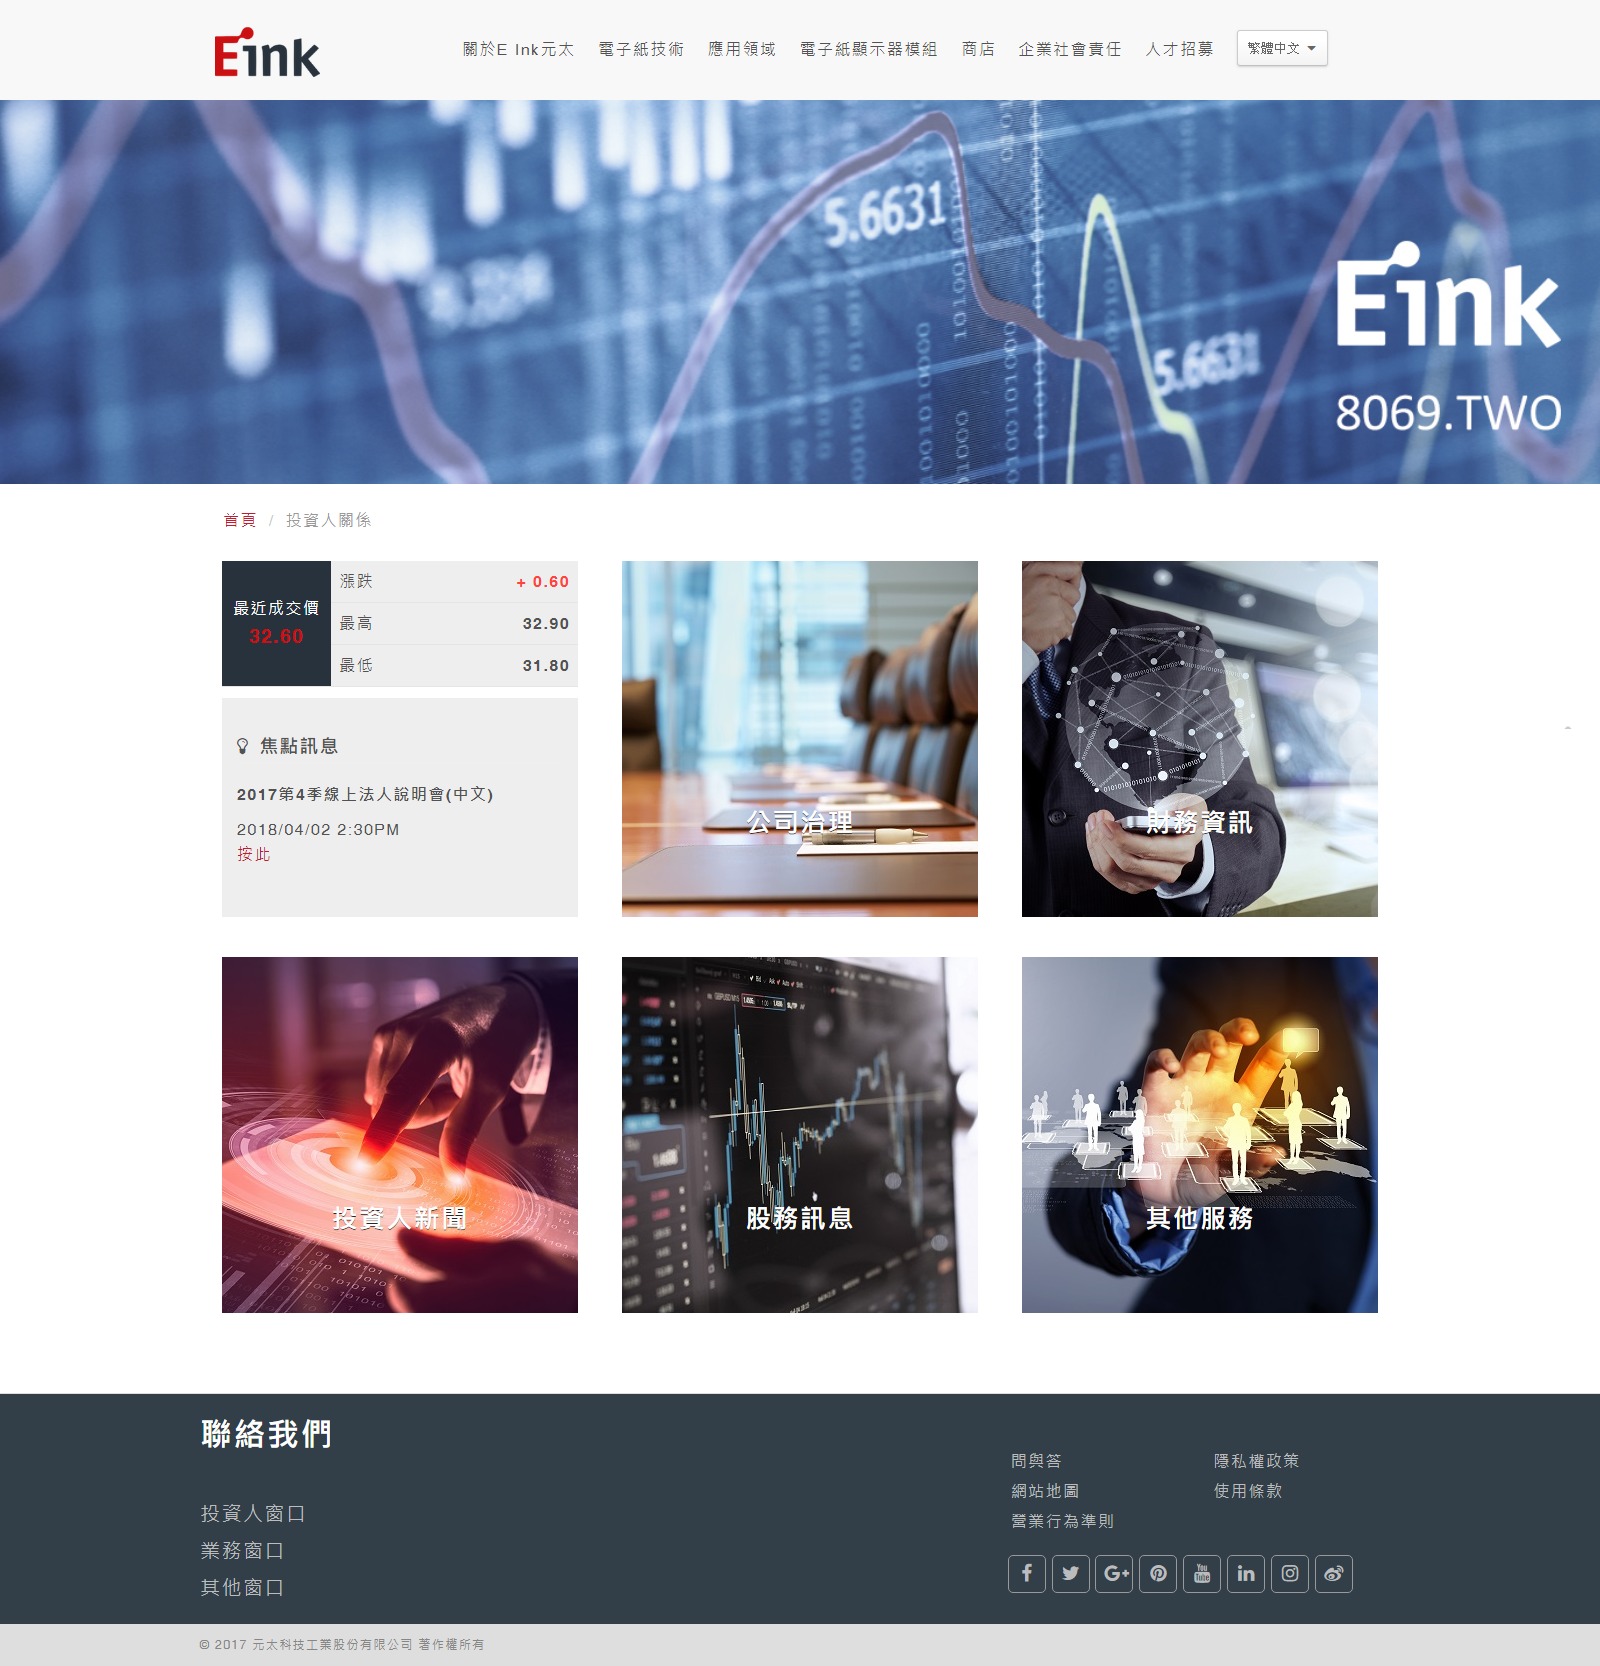 Eink
關於E Ink元太 電子紙技術 應用領域 電子紙顯示器模組 商店 企業社會責任 人才招募 繁體中文
5.6631
5.6631
Eink
8069.TWO
首頁 / 投資人關係
最近成交價
32.60
漲跌 + 0.60
最高 32.90
最低 31.80
焦點訊息
2017第4季線上法人說明會(中文)
2018/04/02 2:30PM
按此
公司治理
財務資訊
投資人新聞
股務訊息
其他服務
聯絡我們
投資人窗口
業務窗口
其他窗口
問與答 隱私權政策
網站地圖 使用條款
營業行為準則
© 2017 元太科技工業股份有限公司 著作權所有